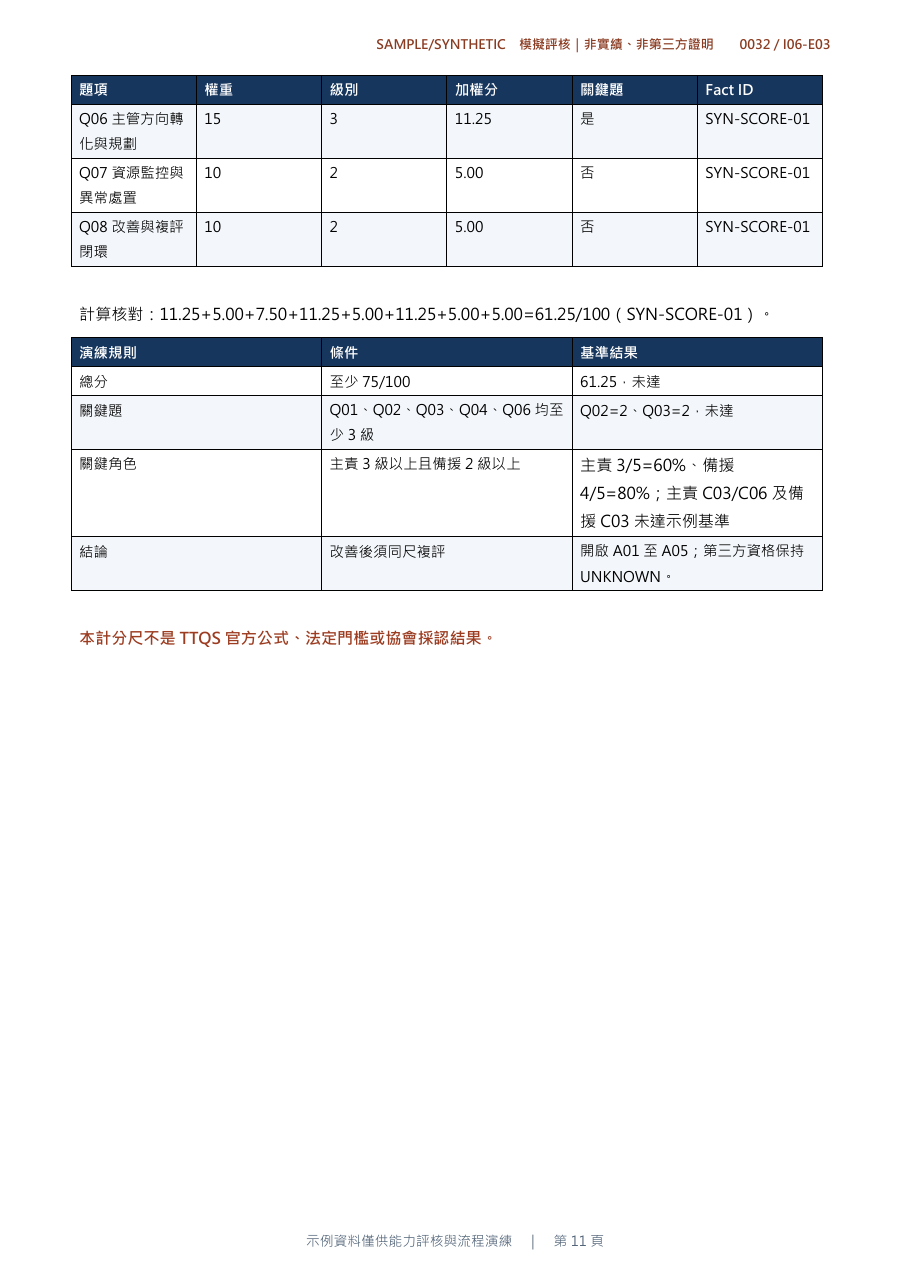 SAMPLE/SYNTHETIC 模擬評核｜非實績、非第三方證明 0032 / I06-E03
題項 權重 級別 加權分 關鍵題 Fact ID
Q06 主管方向轉化與規劃 15 3 11.25 是 SYN-SCORE-01
Q07 資源監控與異常處置 10 2 5.00 否 SYN-SCORE-01
Q08 改善與複評閉環 10 2 5.00 否 SYN-SCORE-01
計算核對：11.25+5.00+7.50+11.25+5.00+11.25+5.00+5.00=61.25/100（SYN-SCORE-01）。
演練規則 條件 基準結果
總分 至少 75/100 61.25，未達
關鍵題 Q01、Q02、Q03、Q04、Q06 均至少 3 級 Q02=2、Q03=2，未達
關鍵角色 主責 3 級以上且備援 2 級以上 主責 3/5=60%、備援 4/5=80%；主責 C03/C06 及備援 C03 未達示例基準
結論 改善後須同尺複評 開啟 A01 至 A05；第三方資格保持 UNKNOWN。
本計分尺不是 TTQS 官方公式、法定門檻或協會採認結果。
示例資料僅供能力評核與流程演練 | 第 11 頁